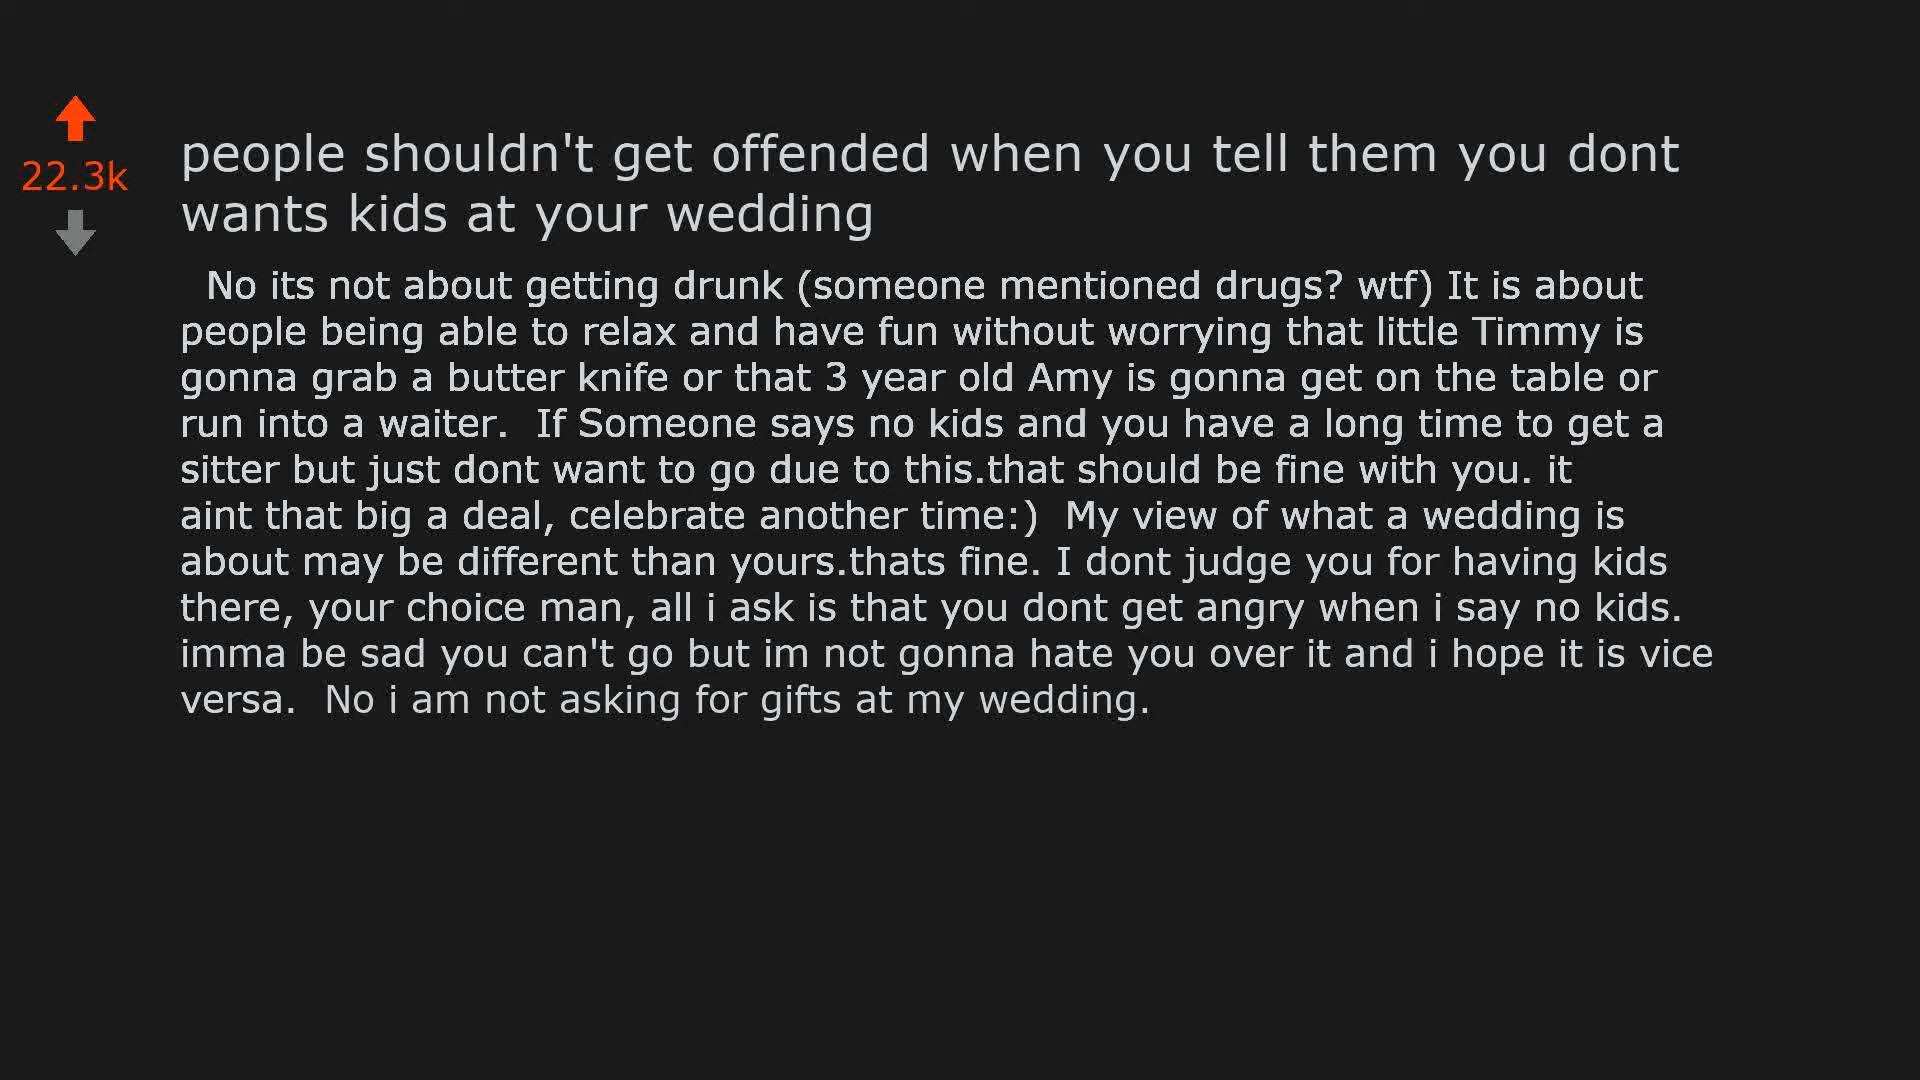 people shouldn't get offended when you tell them you dont
22.3k
wants kids at your wedding
No its not about getting drunk (someone mentioned drugs? wtf) It is about
people being able to relax and have fun without worrying that little Timmy is
gonna grab a butter knife or that 3 year old Amy is gonna get on the table or
run into a waiter.  If Someone says no kids and you have a long time to get a
sitter but just dont want to go due to this.that should be fine with you. it
aint that big a deal, celebrate another time:)  My view of what a wedding is
about may be different than yours.thats fine. I dont judge you for having kids
there, your choice man, all i ask is that you dont get angry when i say no kids.
imma be sad you can't go but im not gonna hate you over it and i hope it is vice
versa.  No i am not asking for gifts at my wedding.